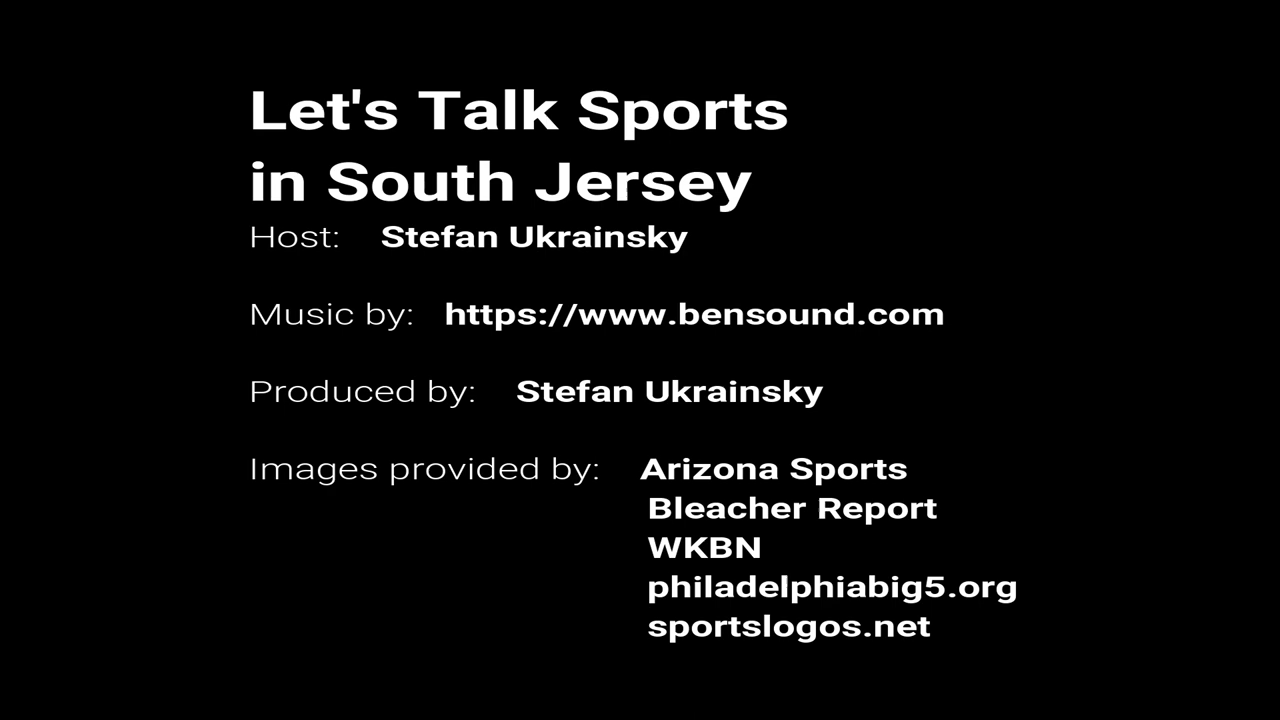 Let's Talk Sports
in South Jersey
Host: Stefan Ukrainsky
Music by: https://www.bensound.com
Produced by: Stefan Ukrainsky
Images provided by: Arizona Sports
Bleacher Report
WKBN
philadelphiabig5.org
sportslogos.net